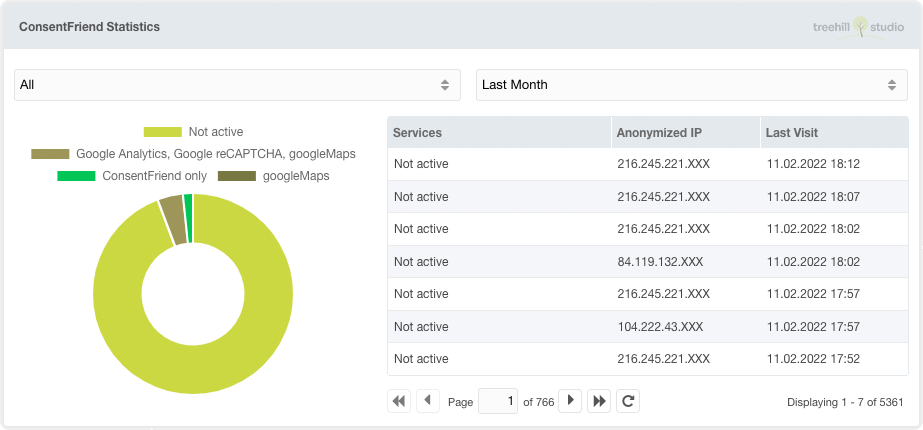 ConsentFriend Statistics
treehill studio
All
Last Month
Not active
Google Analytics, Google reCAPTCHA, googleMaps
ConsentFriend only googleMaps
Services Anonymized IP Last Visit
Not active 216.245.221.XXX 11.02.2022 18:12
Not active 216.245.221.XXX 11.02.2022 18:07
Not active 216.245.221.XXX 11.02.2022 18:02
Not active 84.119.132.XXX 11.02.2022 18:02
Not active 216.245.221.XXX 11.02.2022 17:57
Not active 104.222.43.XXX 11.02.2022 17:57
Not active 216.245.221.XXX 11.02.2022 17:52
Page 1 of 766
Displaying 1 - 7 of 5361